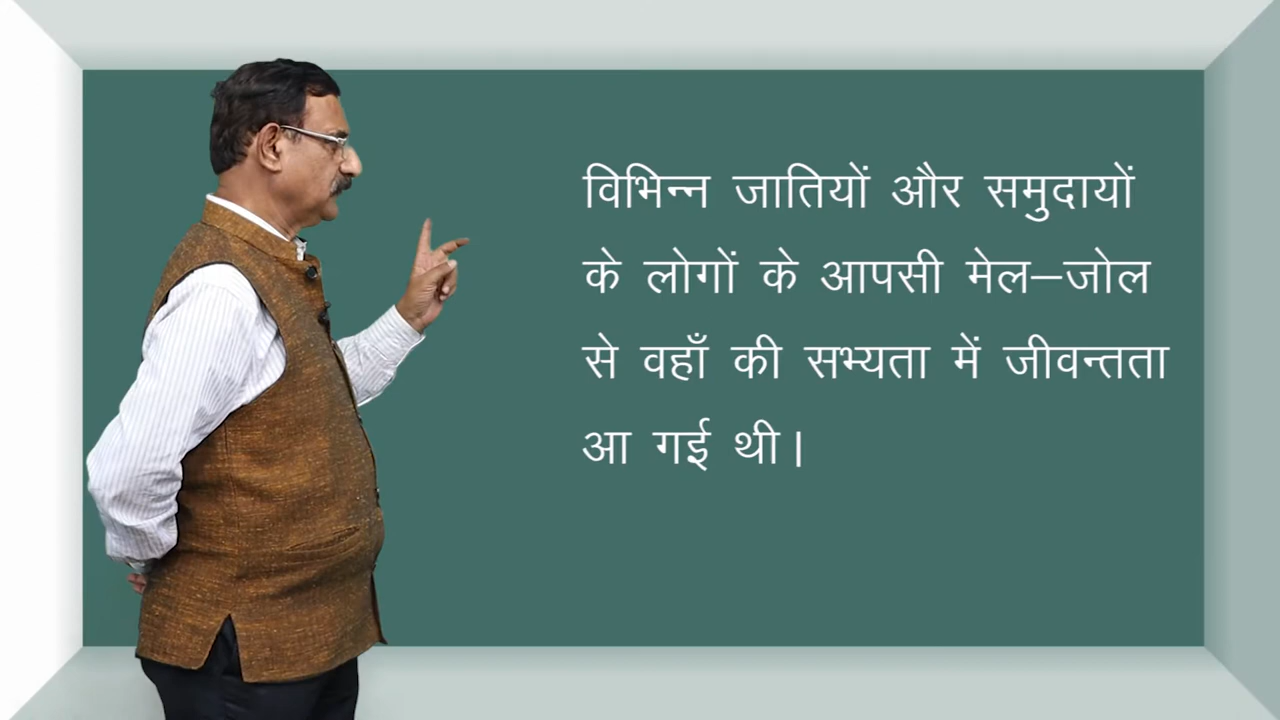 विभिन्न जातियों और समुदायों
के लोगों के आपसी मेल–जोल
से वहाँ की सभ्यता में जीवन्तता
आ गई थी।